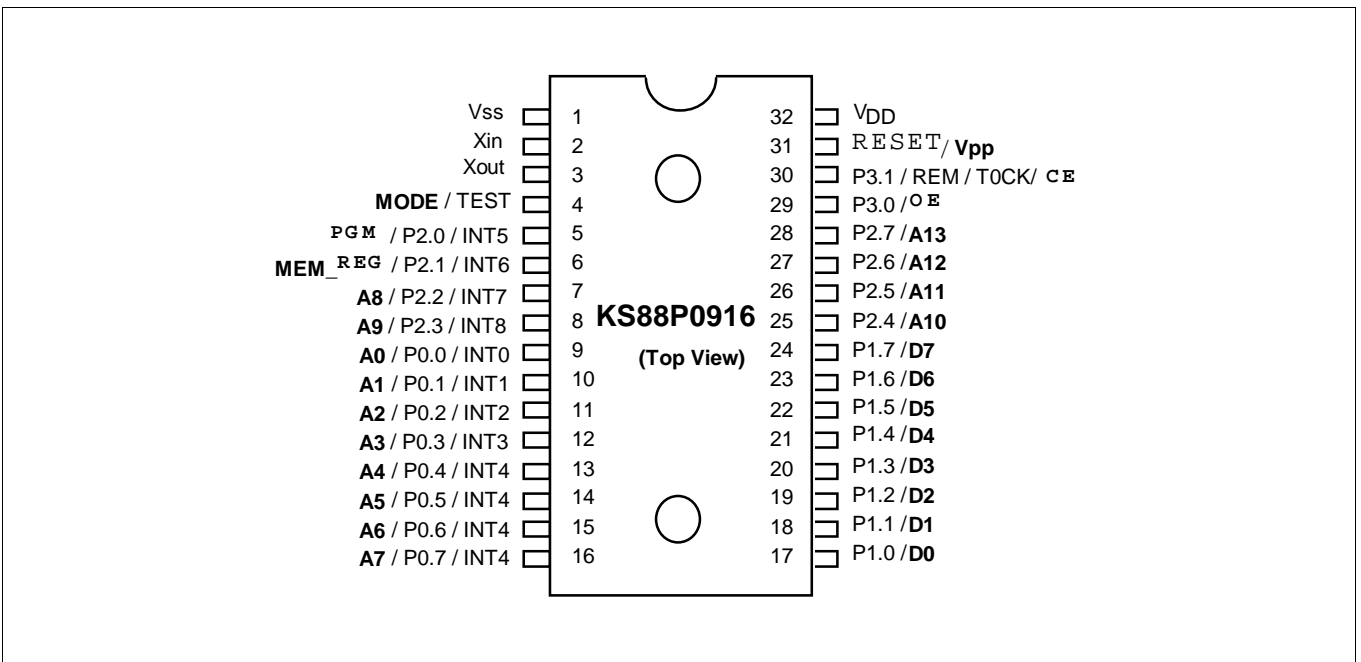 Vss 1 32 VDD
Xin 2 31 RESET/ Vpp
Xout 3 30 P3.1 / REM / T0CK/ CE
MODE / TEST 4 29 P3.0 / OE
PGM / P2.0 / INT5 5 28 P2.7 / A13
MEM_REG / P2.1 / INT6 6 27 P2.6 / A12
A8 / P2.2 / INT7 7 26 P2.5 / A11
A9 / P2.3 / INT8 8 KS88P0916 25 P2.4 / A10
A0 / P0.0 / INT0 9 (Top View) 24 P1.7 / D7
A1 / P0.1 / INT1 10 23 P1.6 / D6
A2 / P0.2 / INT2 11 22 P1.5 / D5
A3 / P0.3 / INT3 12 21 P1.4 / D4
A4 / P0.4 / INT4 13 20 P1.3 / D3
A5 / P0.5 / INT4 14 19 P1.2 / D2
A6 / P0.6 / INT4 15 18 P1.1 / D1
A7 / P0.7 / INT4 16 17 P1.0 / D0